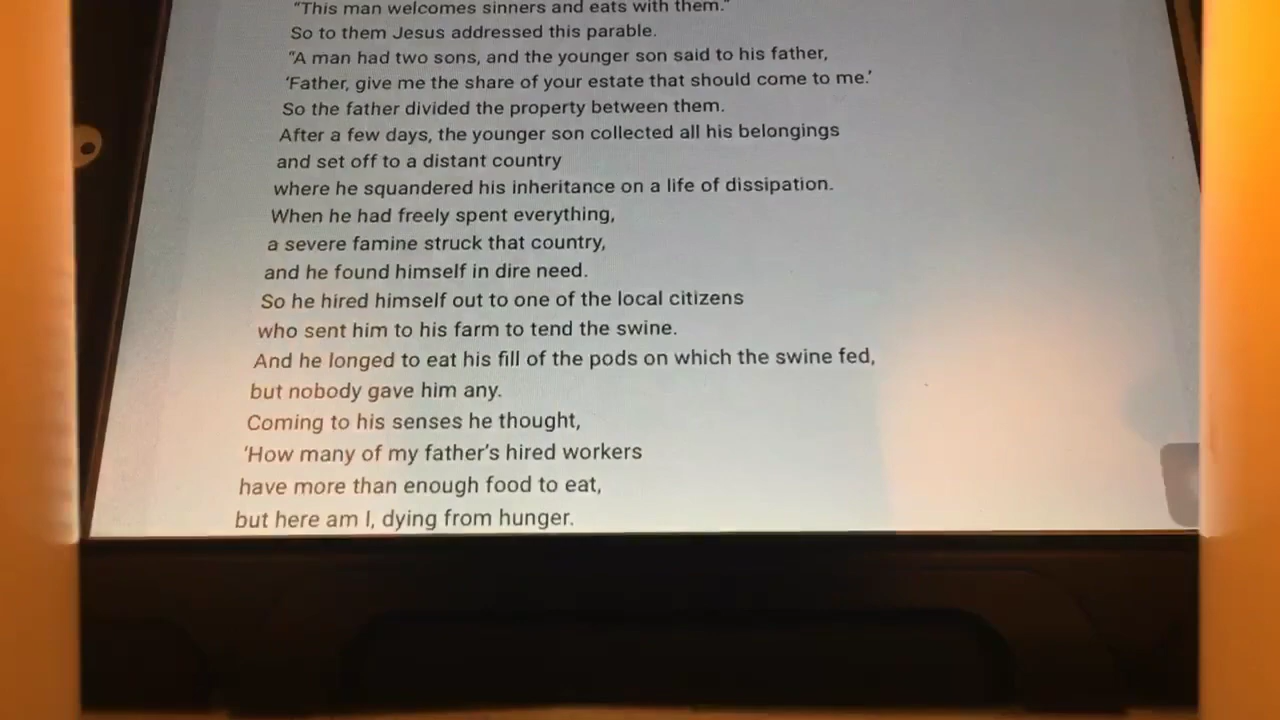 “This man welcomes sinners and eats with them.”
So to them Jesus addressed this parable.
“A man had two sons, and the younger son said to his father,
‘Father, give me the share of your estate that should come to me.’
So the father divided the property between them.
After a few days, the younger son collected all his belongings
and set off to a distant country
where he squandered his inheritance on a life of dissipation.
When he had freely spent everything,
a severe famine struck that country,
and he found himself in dire need.
So he hired himself out to one of the local citizens
who sent him to his farm to tend the swine.
And he longed to eat his fill of the pods on which the swine fed,
but nobody gave him any.
Coming to his senses he thought,
‘How many of my father’s hired workers
have more than enough food to eat,
but here am I, dying from hunger.